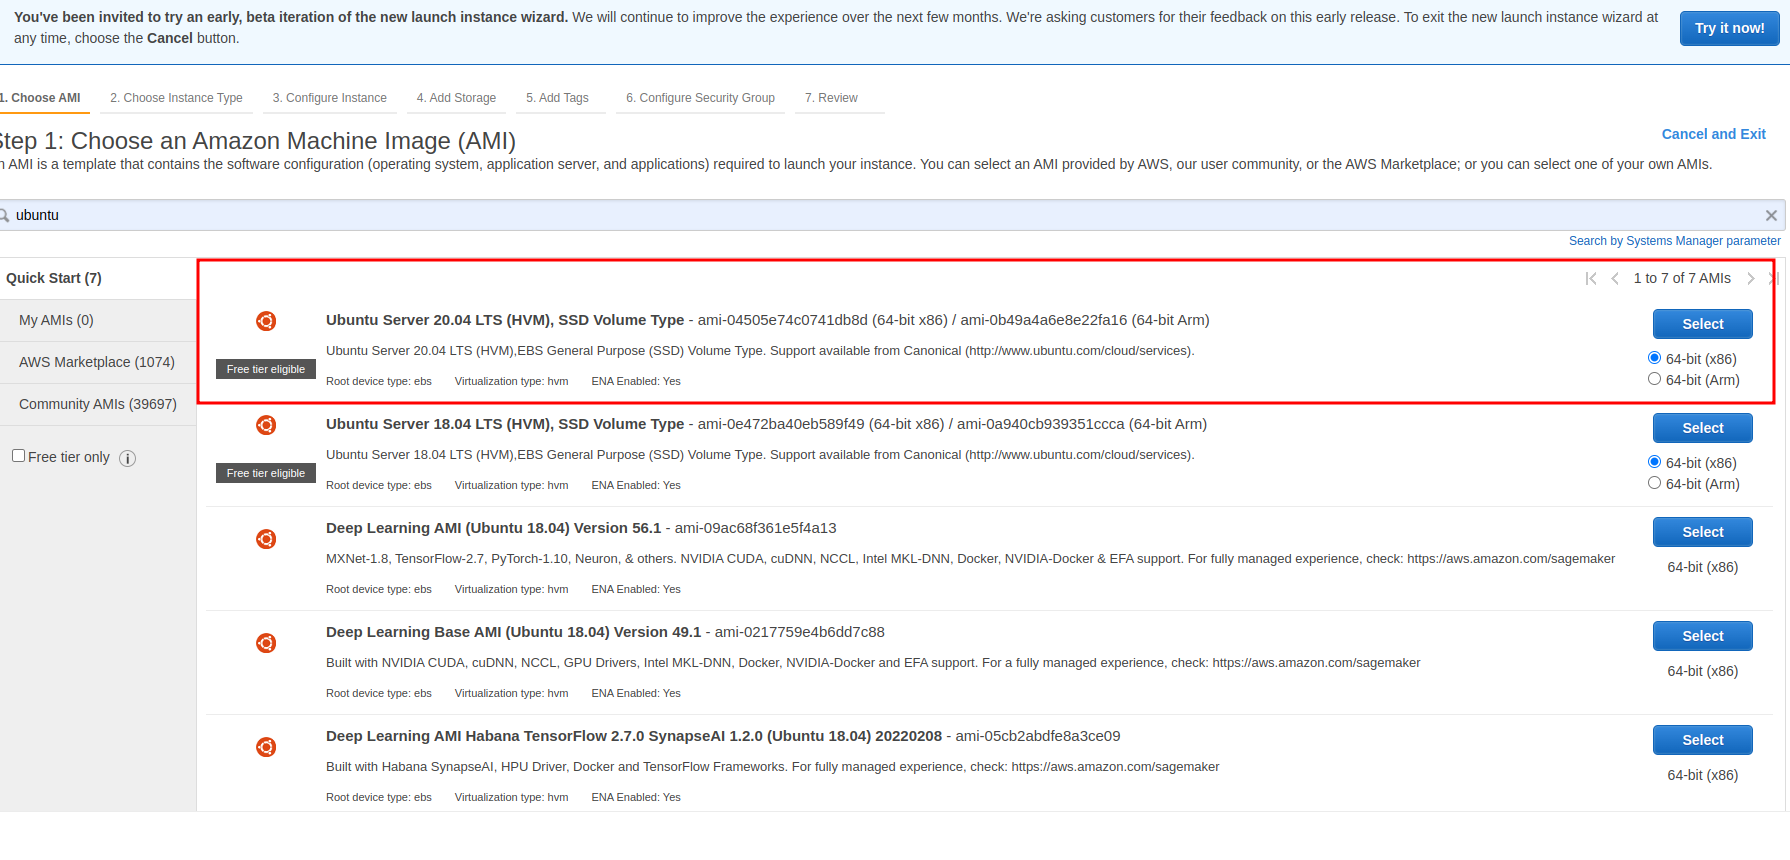 You've been invited to try an early, beta iteration of the new launch instance wizard. We will continue to improve the experience over the next few months. We're asking customers for their feedback on this early release. To exit the new launch instance wizard at
any time, choose the Cancel button.
Try it now!
1. Choose AMI 2. Choose Instance Type 3. Configure Instance 4. Add Storage 5. Add Tags 6. Configure Security Group 7. Review
Step 1: Choose an Amazon Machine Image (AMI)
Cancel and Exit
n AMI is a template that contains the software configuration (operating system, application server, and applications) required to launch your instance. You can select an AMI provided by AWS, our user community, or the AWS Marketplace; or you can select one of your own AMIs.
ubuntu
Search by Systems Manager parameter
Quick Start (7)
My AMIs (0)
AWS Marketplace (1074)
Community AMIs (39697)
Free tier only
1 to 7 of 7 AMIs
Ubuntu Server 20.04 LTS (HVM), SSD Volume Type - ami-04505e74c0741db8d (64-bit x86) / ami-0b49a4a6e8e22fa16 (64-bit Arm)
Ubuntu Server 20.04 LTS (HVM),EBS General Purpose (SSD) Volume Type. Support available from Canonical (http://www.ubuntu.com/cloud/services).
Free tier eligible
Root device type: ebs Virtualization type: hvm ENA Enabled: Yes
Select
64-bit (x86)
64-bit (Arm)
Ubuntu Server 18.04 LTS (HVM), SSD Volume Type - ami-0e472ba40eb589f49 (64-bit x86) / ami-0a940cb939351ccca (64-bit Arm)
Ubuntu Server 18.04 LTS (HVM),EBS General Purpose (SSD) Volume Type. Support available from Canonical (http://www.ubuntu.com/cloud/services).
Free tier eligible
Root device type: ebs Virtualization type: hvm ENA Enabled: Yes
Select
64-bit (x86)
64-bit (Arm)
Deep Learning AMI (Ubuntu 18.04) Version 56.1 - ami-09ac68f361e5f4a13
MXNet-1.8, TensorFlow-2.7, PyTorch-1.10, Neuron, & others. NVIDIA CUDA, cuDNN, NCCL, Intel MKL-DNN, Docker, NVIDIA-Docker & EFA support. For fully managed experience, check: https://aws.amazon.com/sagemaker
Root device type: ebs Virtualization type: hvm ENA Enabled: Yes
Select
64-bit (x86)
Deep Learning Base AMI (Ubuntu 18.04) Version 49.1 - ami-0217759e4b6dd7c88
Built with NVIDIA CUDA, cuDNN, NCCL, GPU Drivers, Intel MKL-DNN, Docker, NVIDIA-Docker and EFA support. For a fully managed experience, check: https://aws.amazon.com/sagemaker
Root device type: ebs Virtualization type: hvm ENA Enabled: Yes
Select
64-bit (x86)
Deep Learning AMI Habana TensorFlow 2.7.0 SynapseAI 1.2.0 (Ubuntu 18.04) 20220208 - ami-05cb2abdfe8a3ce09
Built with Habana SynapseAI, HPU Driver, Docker and TensorFlow Frameworks. For fully managed experience, check: https://aws.amazon.com/sagemaker
Root device type: ebs Virtualization type: hvm ENA Enabled: Yes
Select
64-bit (x86)